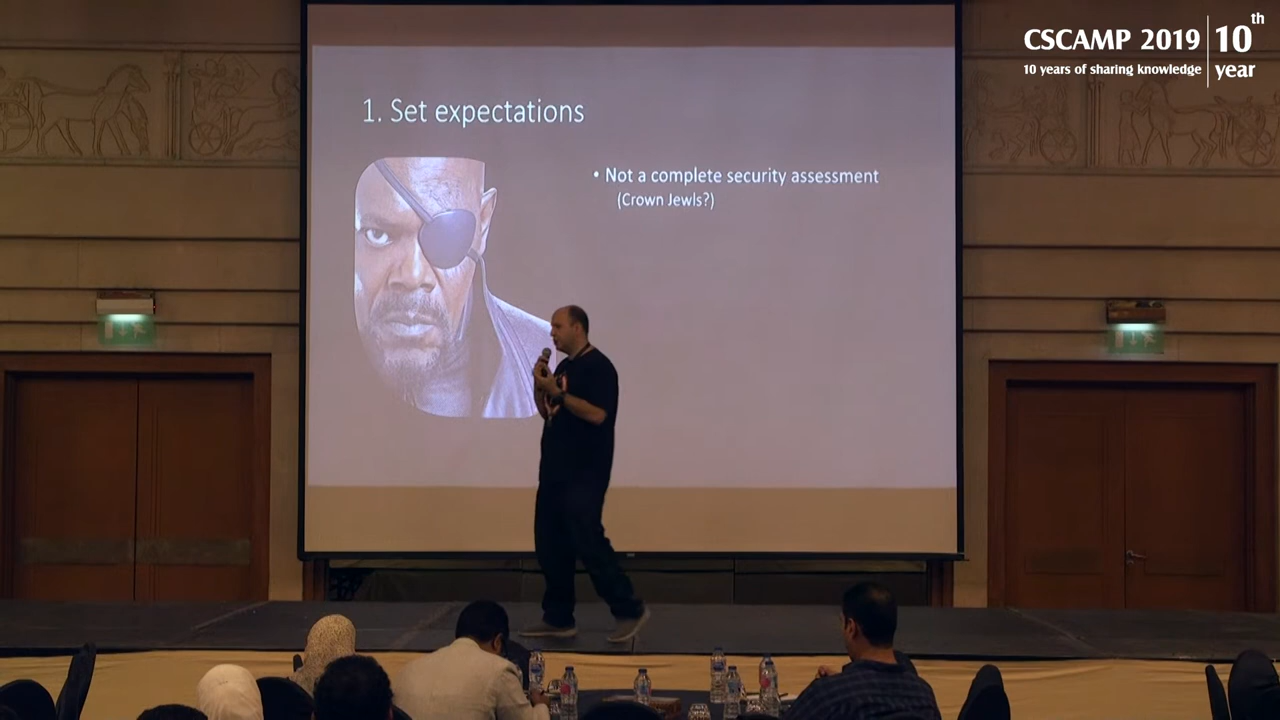 CSCAMP 2019
10 years of sharing knowledge
10th
year
1. Set expectations
• Not a complete security assessment
(Crown Jewls?)